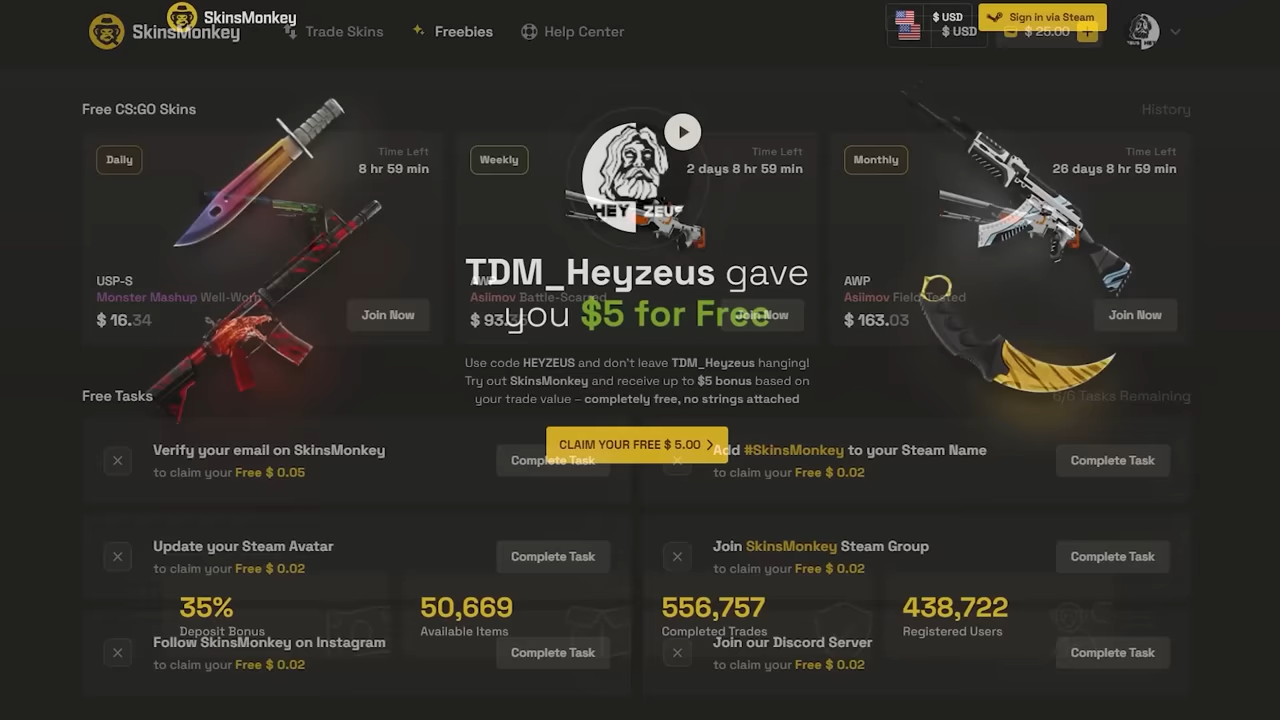 SkinsMonkey
SkinsMonkey
Trade Skins
Freebies
Help Center
$ USD
$ USD
Sign in via Steam
$ 25.00
Free CS:GO Skins
History
Daily
Time Left
8 hr 59 min
Weekly
Time Left
2 days 8 hr 59 min
Monthly
Time Left
26 days 8 hr 59 min
HEY ZEUS
TDM_Heyzeus gave
you $5 for Free
USP-S
Monster Mashup Well-Worn
$ 16.34
Join Now
AWP
Asiimov Battle-Scarred
$ 93.
Join Now
AWP
Asiimov Field-Tested
$ 163.03
Join Now
Use code HEYZEUS and don't leave TDM_Heyzeus hanging!
Try out SkinsMonkey and receive up to $5 bonus based on
your trade value – completely free, no strings attached
CLAIM YOUR FREE $ 5.00
Free Tasks
6/6 Tasks Remaining
Verify your email on SkinsMonkey
to claim your Free $ 0.05
Complete Task
Add #SkinsMonkey to your Steam Name
to claim your Free $ 0.02
Complete Task
Update your Steam Avatar
to claim your Free $ 0.02
Complete Task
Join SkinsMonkey Steam Group
to claim your Free $ 0.02
Complete Task
35%
Deposit Bonus
50,669
Available Items
556,757
Completed Trades
438,722
Registered Users
Follow SkinsMonkey on Instagram
to claim your Free $ 0.02
Complete Task
Join our Discord Server
to claim your Free $ 0.02
Complete Task